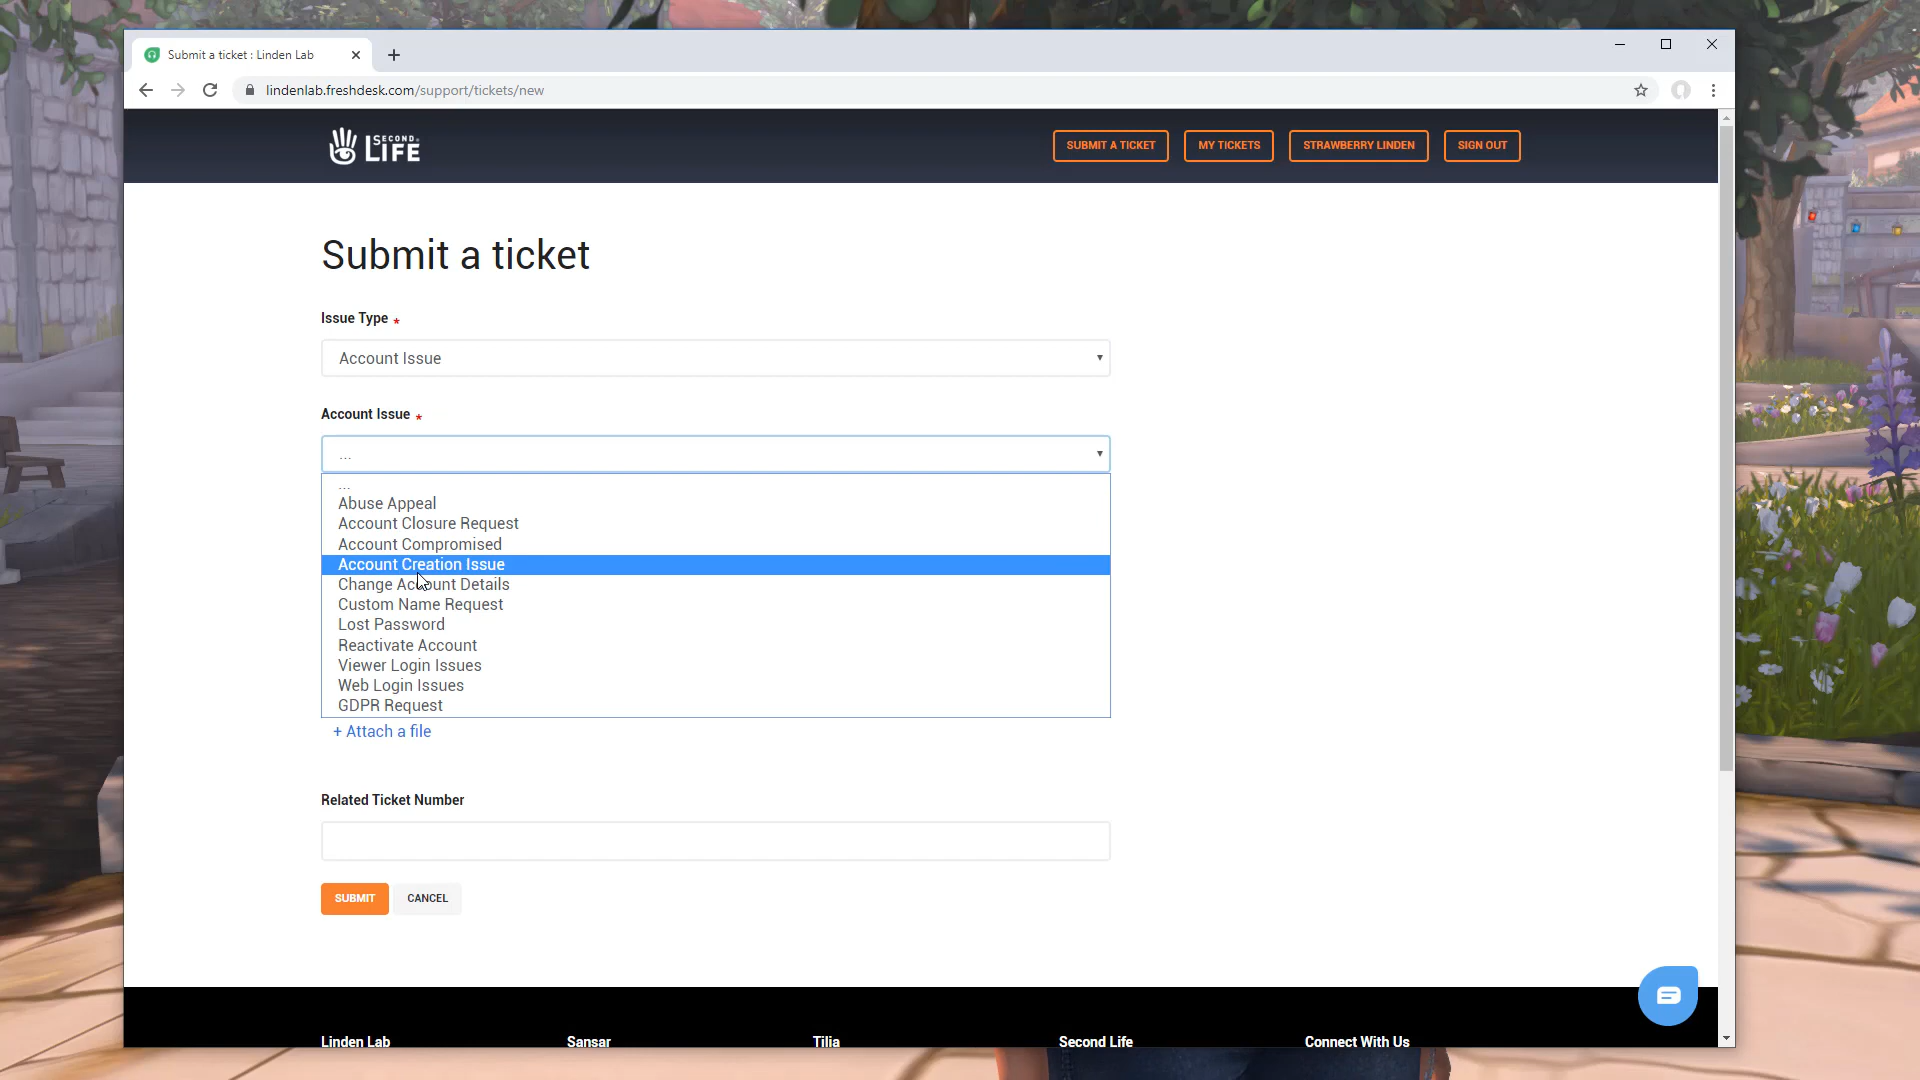 Submit a ticket : Linden Lab
lindenlab.freshdesk.com/support/tickets/new
SECOND LIFE
SUBMIT A TICKET
MY TICKETS
STRAWBERRY LINDEN
SIGN OUT
Submit a ticket
Issue Type *
Account Issue
Account Issue *
...
...
Abuse Appeal
Account Closure Request
Account Compromised
Account Creation Issue
Change Account Details
Custom Name Request
Lost Password
Reactivate Account
Viewer Login Issues
Web Login Issues
GDPR Request
+ Attach a file
Related Ticket Number
SUBMIT
CANCEL
Linden Lab
Sansar
Tilia
Second Life
Connect With Us